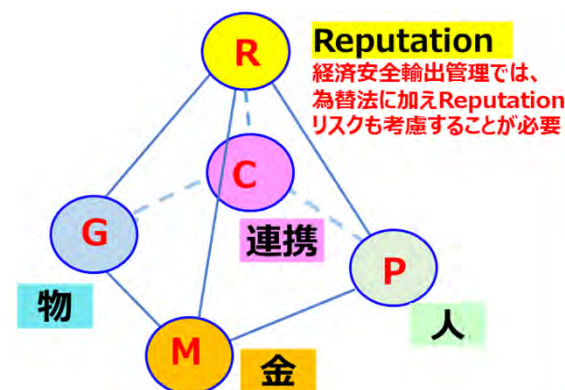 R
Reputation
経済安全輸出管理では、
為替法に加えReputation
リスクも考慮することが必要
C
連携
G
物
P
人
M
金